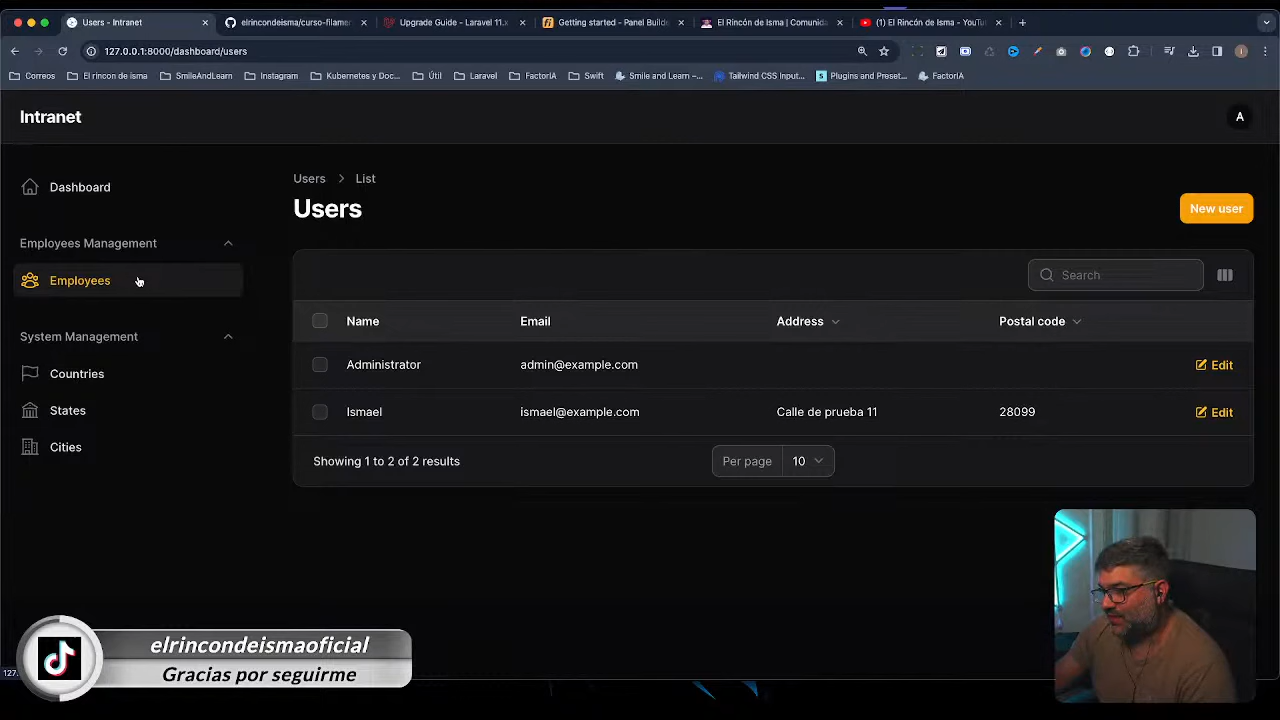 Users - Intranet
elrincondeisma/curso-filamer
Upgrade Guide - Laravel 11.x
Getting started - Panel Builde
El Rincón de Isma | Comunida
(1) El Rincón de Isma - YouTu
127.0.0.1:8000/dashboard/users
Correos
El rincon de isma
SmileAndLearn
Instagram
Kubernetes y Doc...
Útil
Laravel
FactorIA
Swift
Smile and Learn –...
Tailwind CSS Input...
Plugins and Preset...
FactorIA
Intranet
A
Dashboard
Employees Management
Employees
System Management
Countries
States
Cities
Users > List
Users
New user
Search
Name Email Address Postal code
Administrator admin@example.com Edit
Ismael ismael@example.com Calle de prueba 11 28099 Edit
Showing 1 to 2 of 2 results
Per page 10
elrincondeismaoficial
Gracias por seguirme
127.